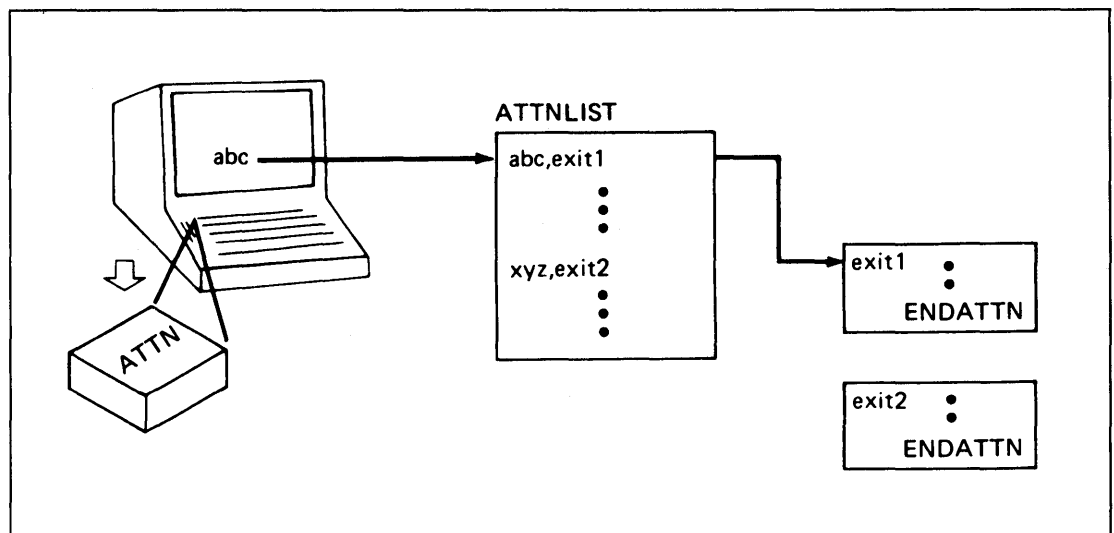 ATTNLIST
abc
abc,exit1
xyz,exit2
ATTN
exit1
ENDATTN
exit2
ENDATTN